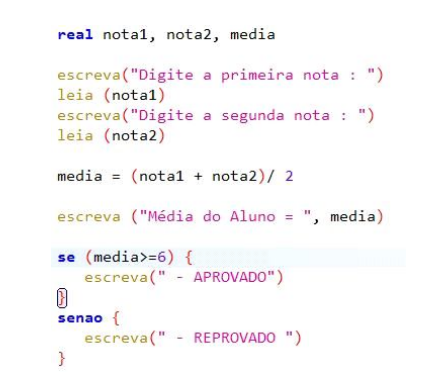 real nota1, nota2, media
escreva("Digite a primeira nota : ")
leia (nota1)
escreva("Digite a segunda nota : ")
leia (nota2)
media = (nota1 + nota2)/ 2
escreva ("Média do Aluno = ", media)
se (media>=6) {
escreva(" - APROVADO")
}
senao {
escreva(" - REPROVADO ")
}